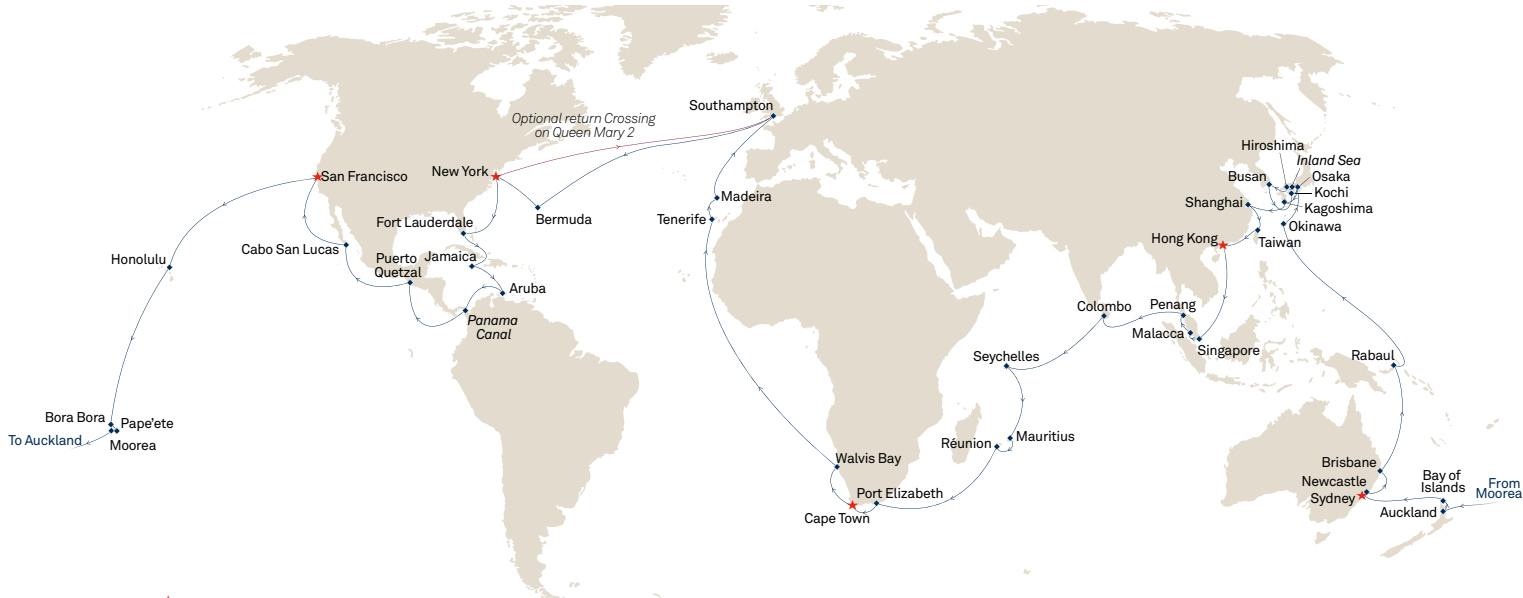 Southampton
Optional return Crossing
on Queen Mary 2
Hiroshima
Inland Sea
Busan
Osaka
Kochi
Kagoshima
Shanghai
Okinawa
Hong Kong
Taiwan
San Francisco
New York
Madeira
Tenerife
Bermuda
Fort Lauderdale
Cabo San Lucas
Puerto
Quetzal
Jamaica
Honolulu
Aruba
Panama
Canal
Colombo
Penang
Malacca
Singapore
Seychelles
Rabaul
Bora Bora
Pape'ete
To Auckland
Moorea
Réunion
Mauritius
Walvis Bay
Port Elizabeth
Cape Town
Brisbane
Newcastle
Sydney
Bay of
Islands
Auckland
From
Moorea